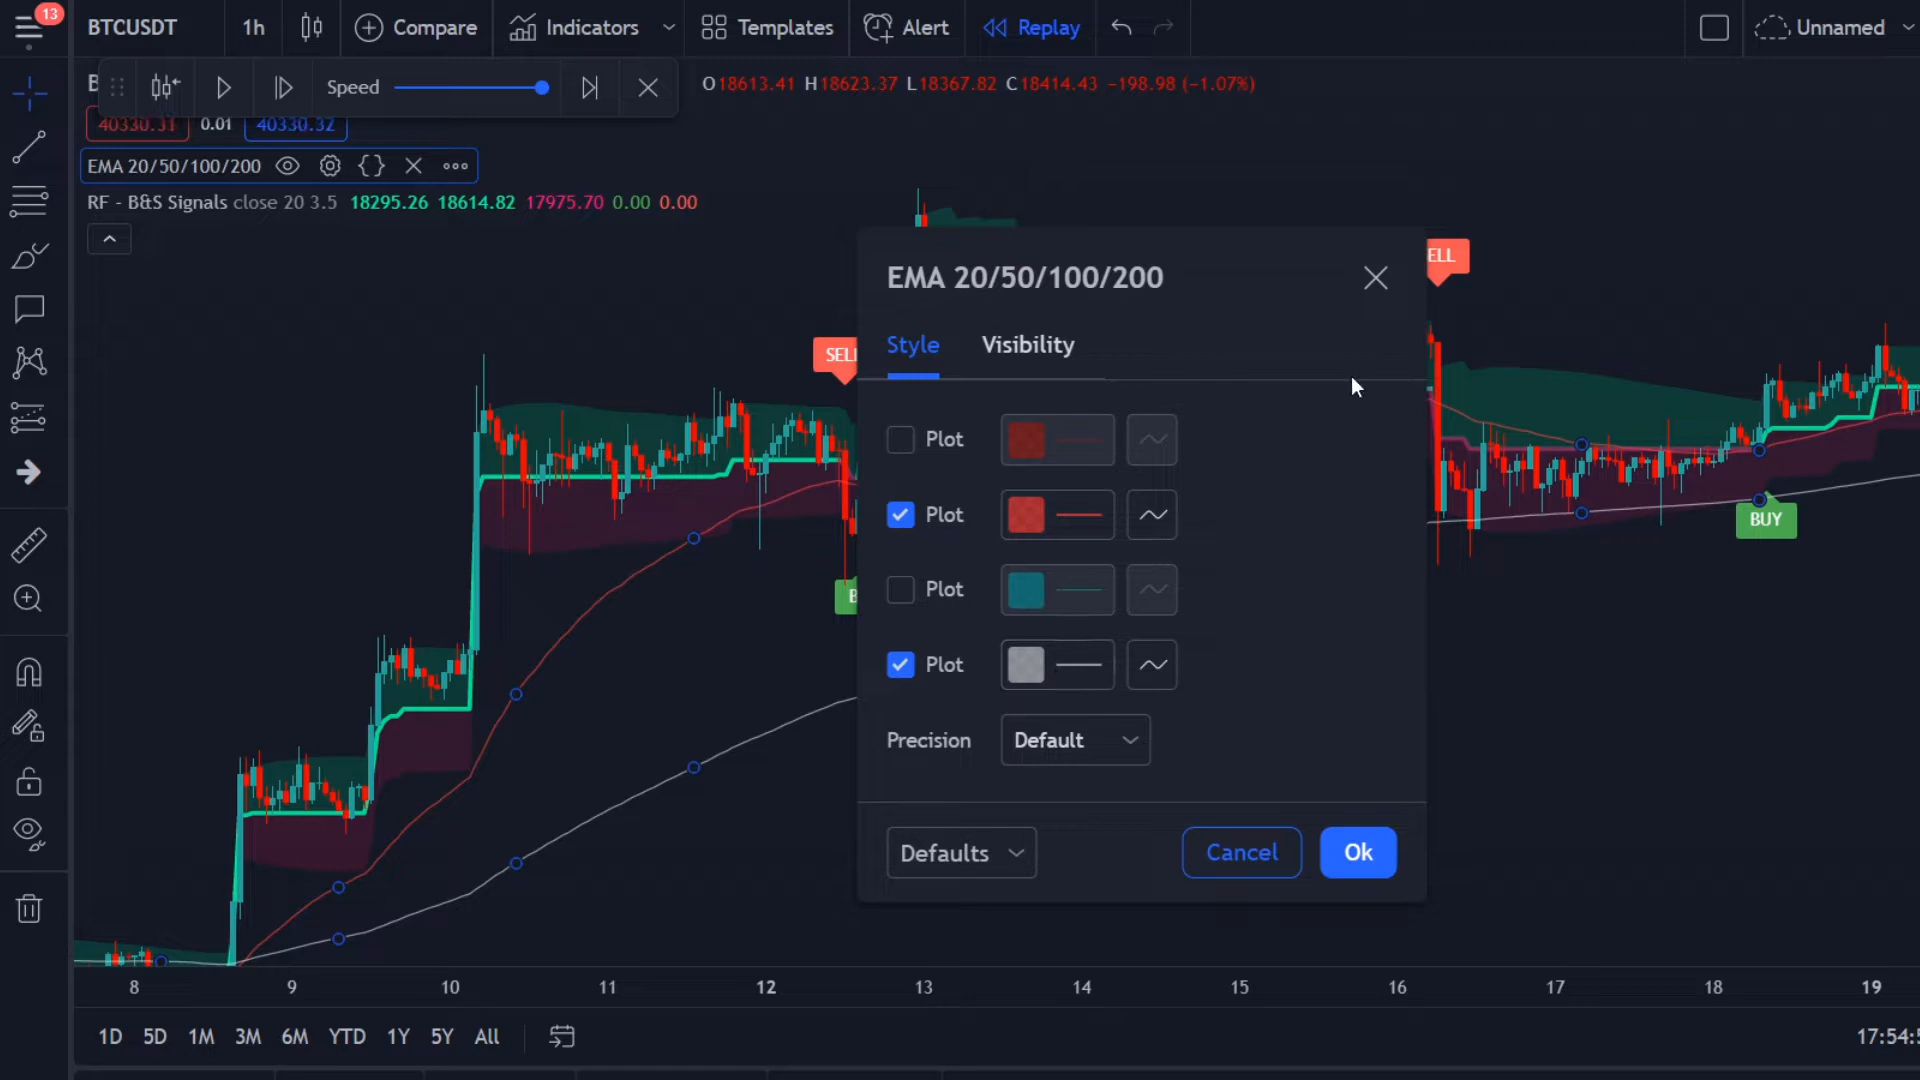 13
BTCUSDT 1h Compare Indicators Templates Alert Replay Unnamed
Speed
O18613.41 H18623.37 L18367.82 C18414.43 −198.98 (−1.07%)
40330.31 0.01 40330.32
EMA 20/50/100/200
RF - B&S Signals close 20 3.5 18295.26 18614.82 17975.70 0.00 0.00
ELL
EMA 20/50/100/200
Style Visibility
SELL
Plot
Plot
BUY
Plot
B
Plot
Precision Default
Defaults Cancel Ok
8 9 10 11 12 13 14 15 16 17 18 19
1D 5D 1M 3M 6M YTD 1Y 5Y All
17:54:5